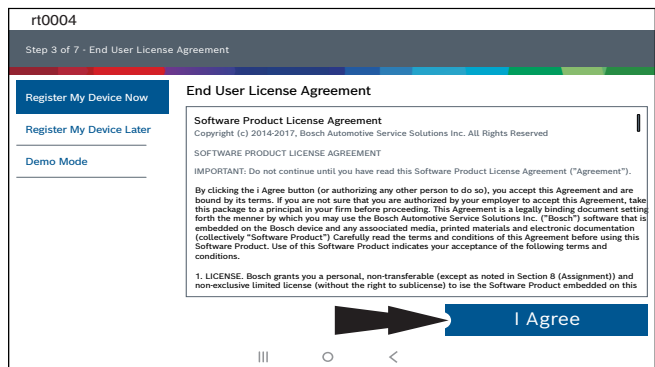 rt0004
Step 3 of 7 - End User License Agreement
Register My Device Now
Register My Device Later
Demo Mode
End User License Agreement
Software Product License Agreement
Copyright (c) 2014-2017, Bosch Automotive Service Solutions Inc. All Rights Reserved
SOFTWARE PRODUCT LICENSE AGREEMENT
IMPORTANT: Do not continue until you have read this Software Product License Agreement ("Agreement").
By clicking the i Agree button (or authorizing any other person to do so), you accept this Agreement and are
bound by its terms. If you are not sure that you are authorized by your employer to accept this Agreement, take
this package to a principal in your firm before proceeding. This Agreement is a legally binding document setting
forth the menner by which you may use the Bosch Automotive Service Solutions Inc. ("Bosch") software that is
embedded on the Bosch device and any assosociated media, printed materials and electronic documentation
(collectively "Software Product") Carefully read the terms and conditions of this Agreement before using this
Software Product. Use of this Software Product indicates your acceptance of the following terms and
conditions.
1. LICENSE. Bosch grants you a personal, non-transferable (except as noted in Section 8 (Assignment)) and
non-exclusive limited license (without the right to sublicense) to ise the Software Product embedded on this
I Agree